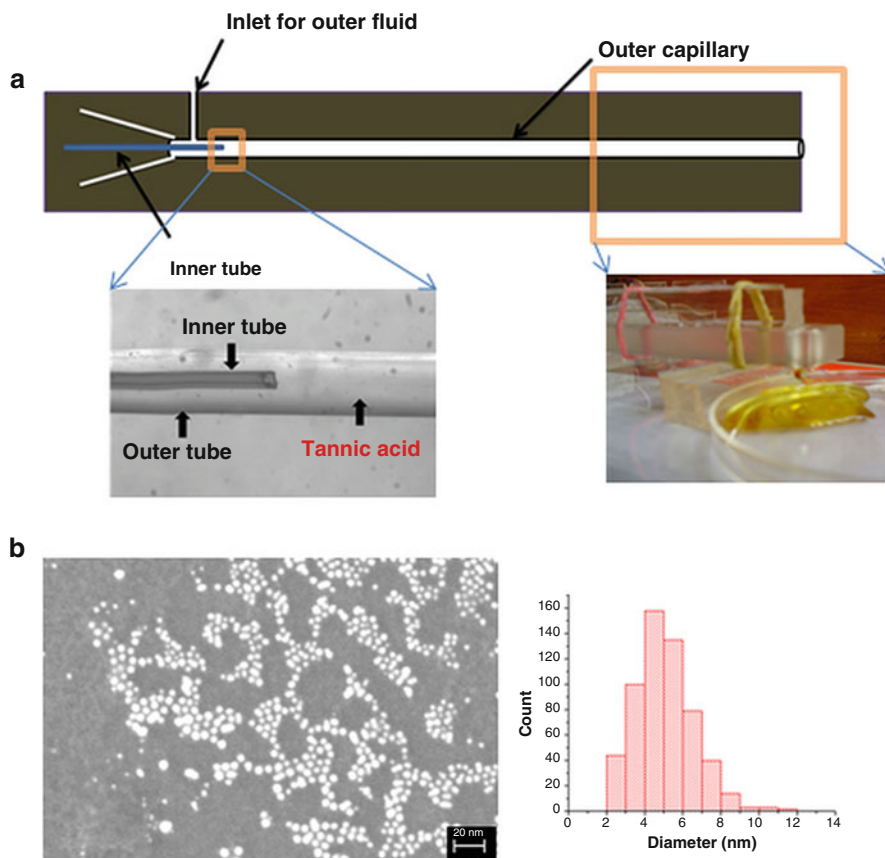 a
Inlet for outer fluid
Outer capillary
Inner tube
Inner tube
Outer tube
Tannic acid
b
20 nm
Count
160
140
120
100
80
60
40
20
0
0 2 4 6 8 10 12 14
Diameter (nm)